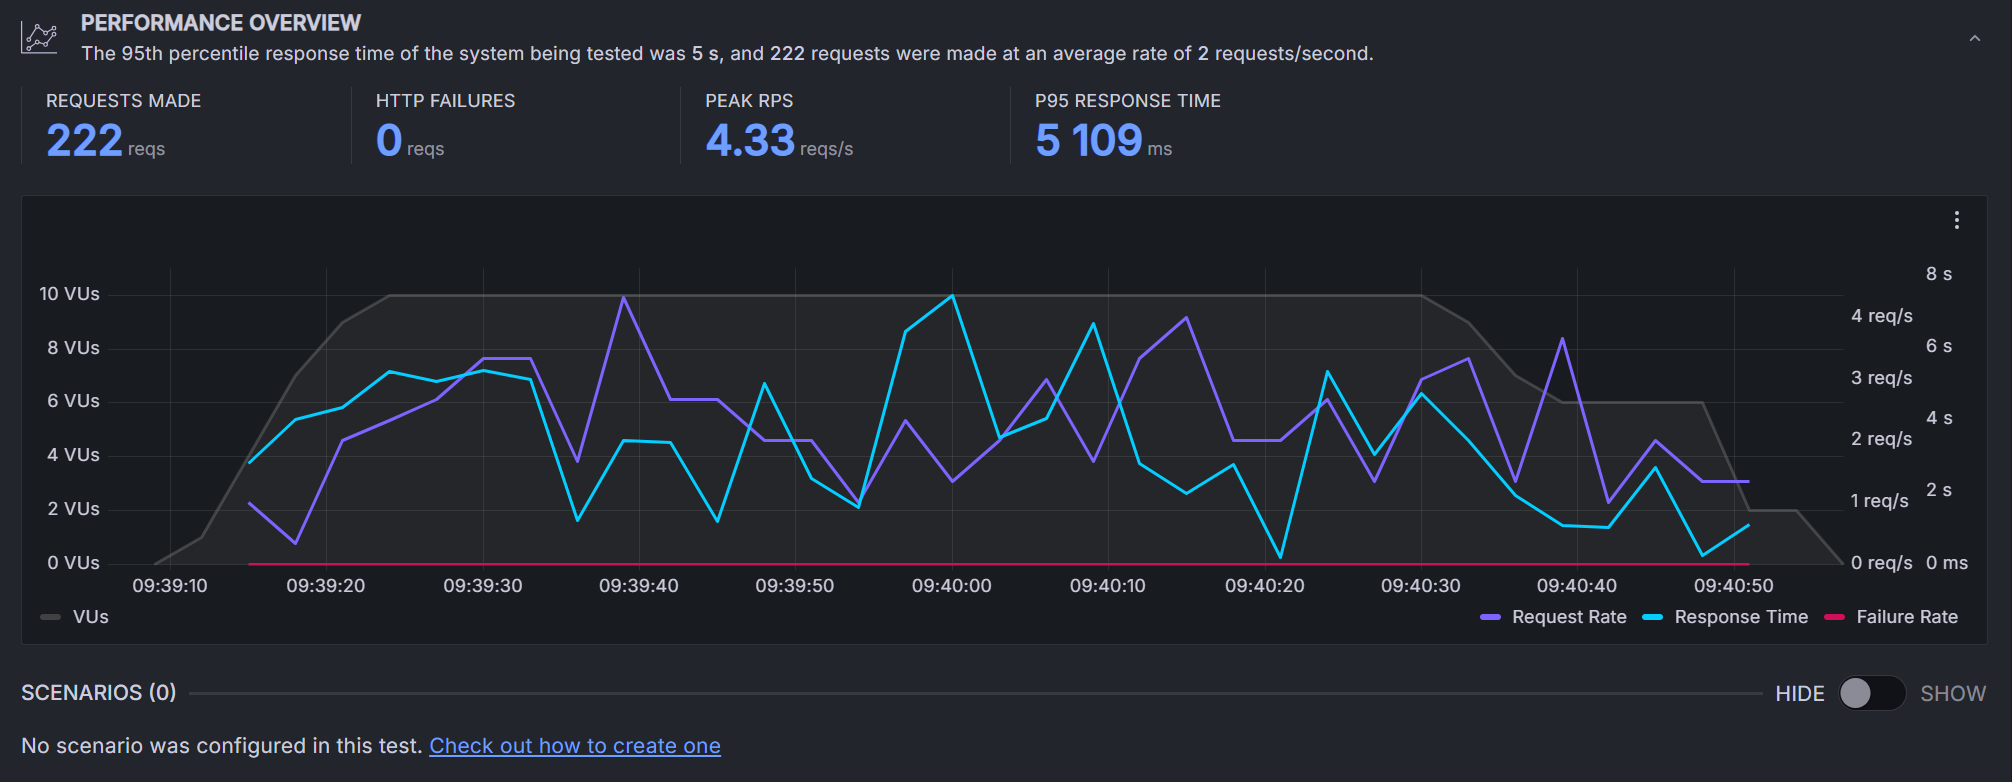 PERFORMANCE OVERVIEW
The 95th percentile response time of the system being tested was 5 s, and 222 requests were made at an average rate of 2 requests/second.
REQUESTS MADE
222 reqs
HTTP FAILURES
0 reqs
PEAK RPS
4.33 reqs/s
P95 RESPONSE TIME
5 109 ms
10 VUs
8 VUs
6 VUs
4 VUs
2 VUs
0 VUs
4 req/s
3 req/s
2 req/s
1 req/s
0 req/s
8 s
6 s
4 s
2 s
0 ms
09:39:10 09:39:20 09:39:30 09:39:40 09:39:50 09:40:00 09:40:10 09:40:20 09:40:30 09:40:40 09:40:50
VUs
Request Rate Response Time Failure Rate
SCENARIOS (0)
HIDE SHOW
No scenario was configured in this test. Check out how to create one